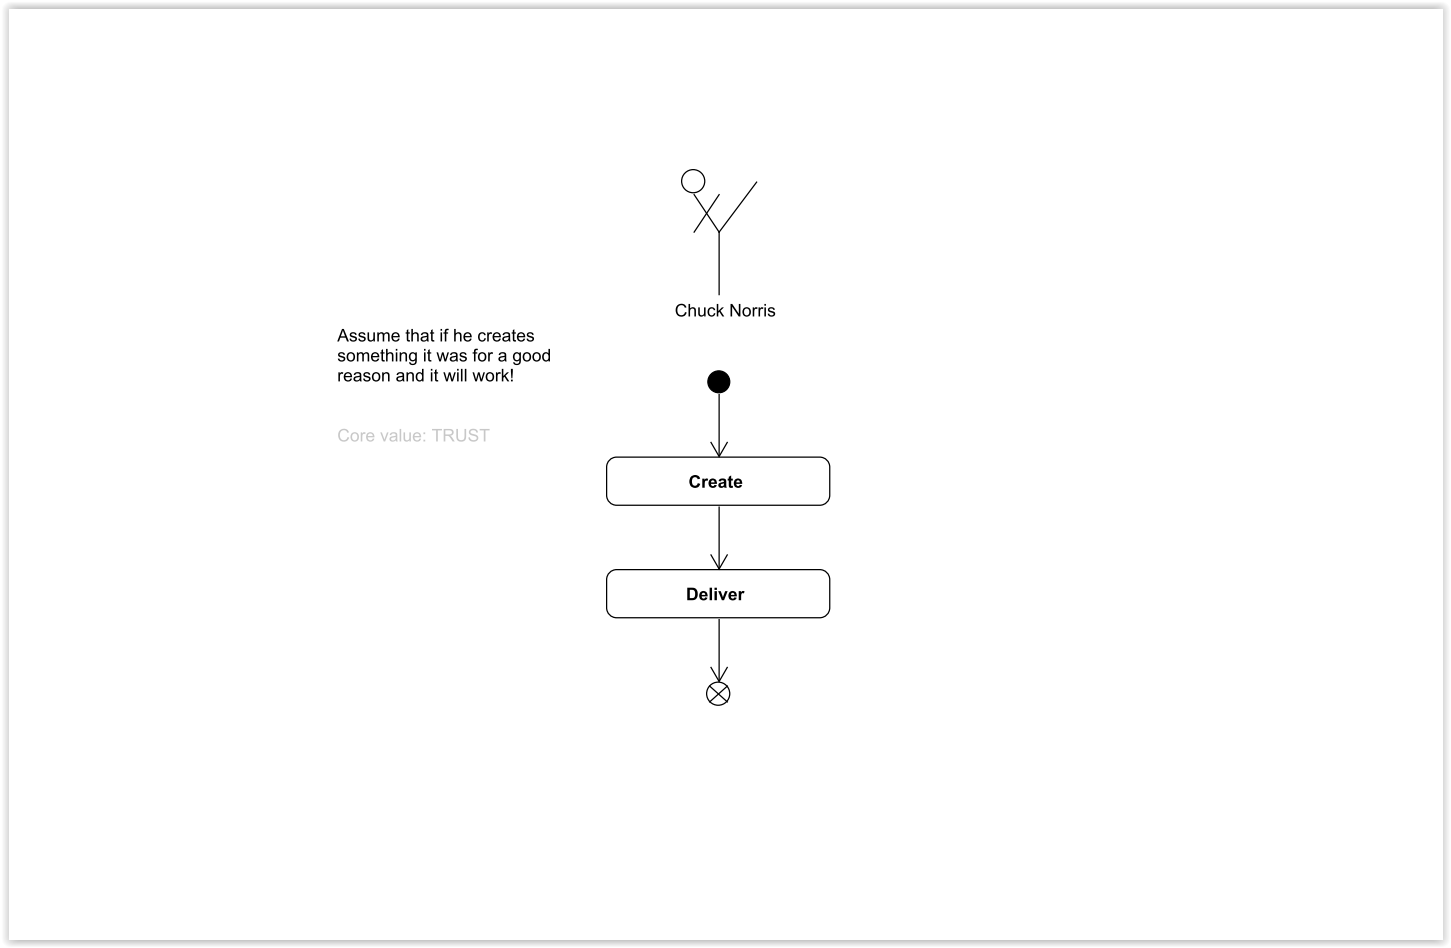 Chuck Norris
Assume that if he creates
something it was for a good
reason and it will work!
Core value: TRUST
Create
Deliver